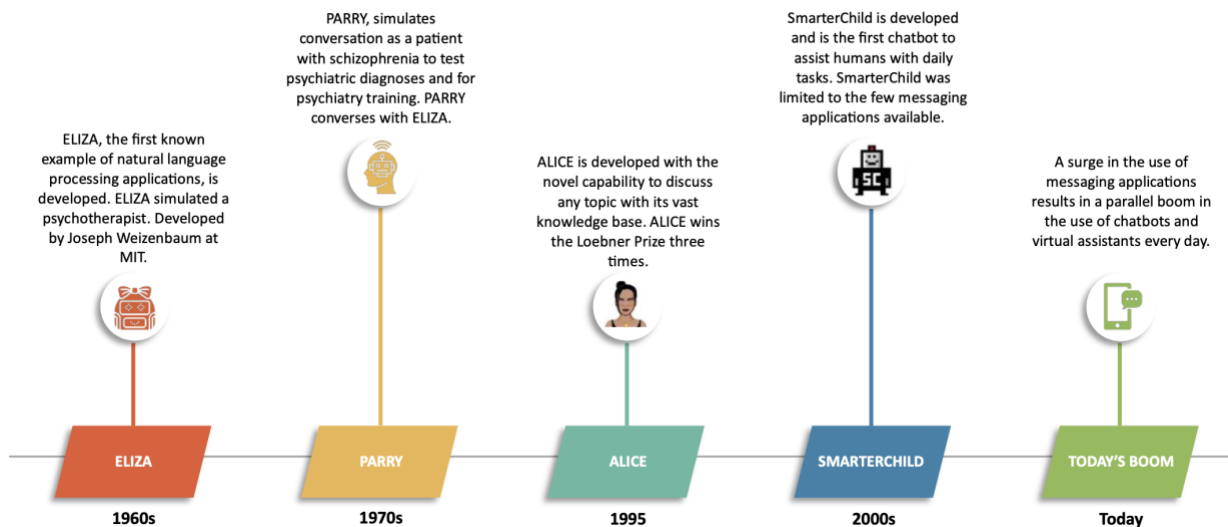 ELIZA, the first known
example of natural language
processing applications, is
developed. ELIZA simulated a
psychotherapist. Developed
by Joseph Weizenbaum at
MIT.
PARRY, simulates
conversation as a patient
with schizophrenia to test
psychiatric diagnoses and for
psychiatry training. PARRY
converses with ELIZA.
ALICE is developed with the
novel capability to discuss
any topic with its vast
knowledge base. ALICE wins
the Loebner Prize three
times.
SmarterChild is developed
and is the first chatbot to
assist humans with daily
tasks. SmarterChild was
limited to the few messaging
applications available.
SC
A surge in the use of
messaging applications
results in a parallel boom in
the use of chatbots and
virtual assistants every day.
ELIZA
PARRY
ALICE
SMARTERCHILD
TODAY'S BOOM
1960s
1970s
1995
2000s
Today